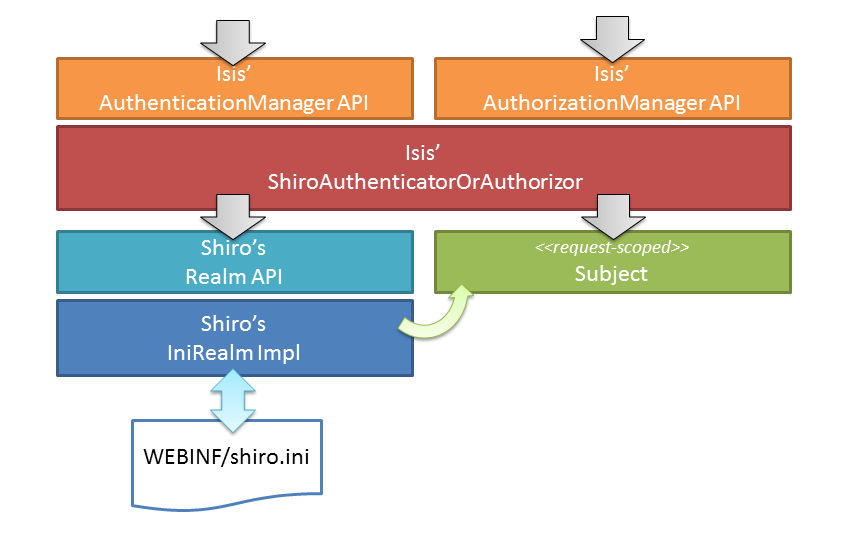 Isis’
AuthenticationManager API
Isis’
AuthorizationManager API
Isis’
ShiroAuthenticatorOrAuthorizor
Shiro’s
Realm API
<<request-scoped>>
Subject
Shiro’s
IniRealm Impl
WEBINF/shiro.ini